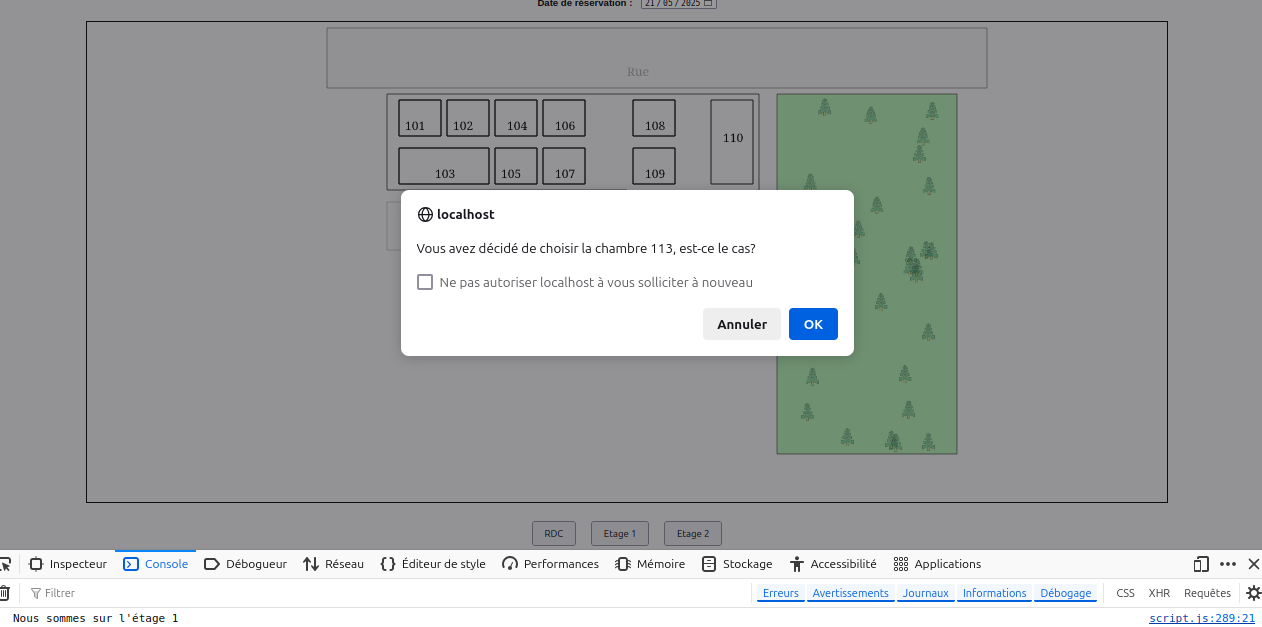 Date de réservation : 21/05/2025
Rue
101 102 104 106 108 110
103 105 107 109
localhost
Vous avez décidé de choisir la chambre 113, est-ce le cas?
Ne pas autoriser localhost à vous solliciter à nouveau
Annuler OK
RDC Etage 1 Etage 2
Inspecteur Console Débogueur Réseau Éditeur de style Performances Mémoire Stockage Accessibilité Applications
Filtrer Erreurs Avertissements Journaux Informations Débogage CSS XHR Requêtes
Nous sommes sur l'étage 1 script.js:289:21